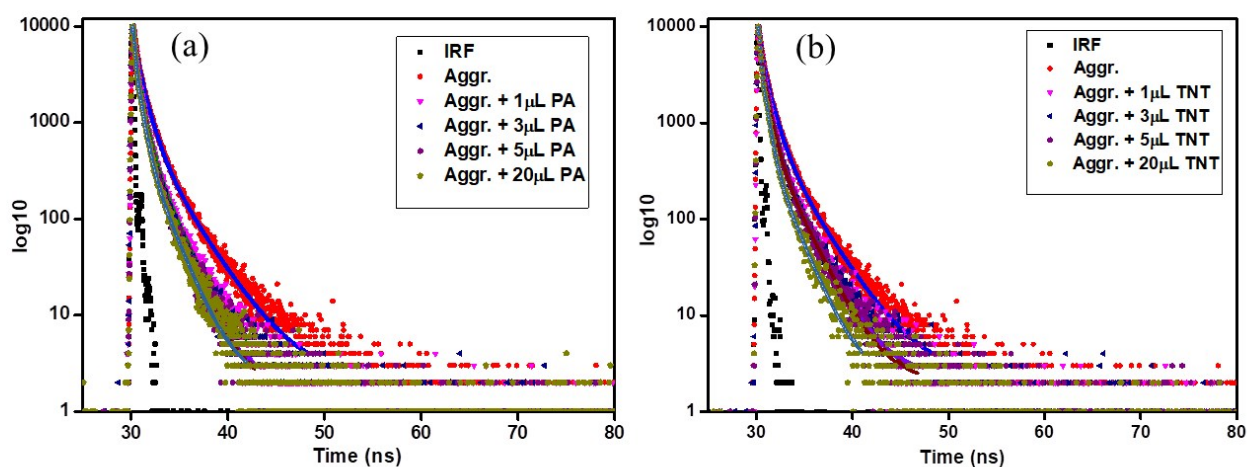 (a)
IRF
Aggr.
Aggr. + 1μL PA
Aggr. + 3μL PA
Aggr. + 5μL PA
Aggr. + 20μL PA
log10
10000
1000
100
10
1
30 40 50 60 70 80
Time (ns)
(b)
IRF
Aggr.
Aggr. + 1μL TNT
Aggr. + 3μL TNT
Aggr. + 5μL TNT
Aggr. + 20μL TNT
log10
10000
1000
100
10
1
30 40 50 60 70 80
Time (ns)